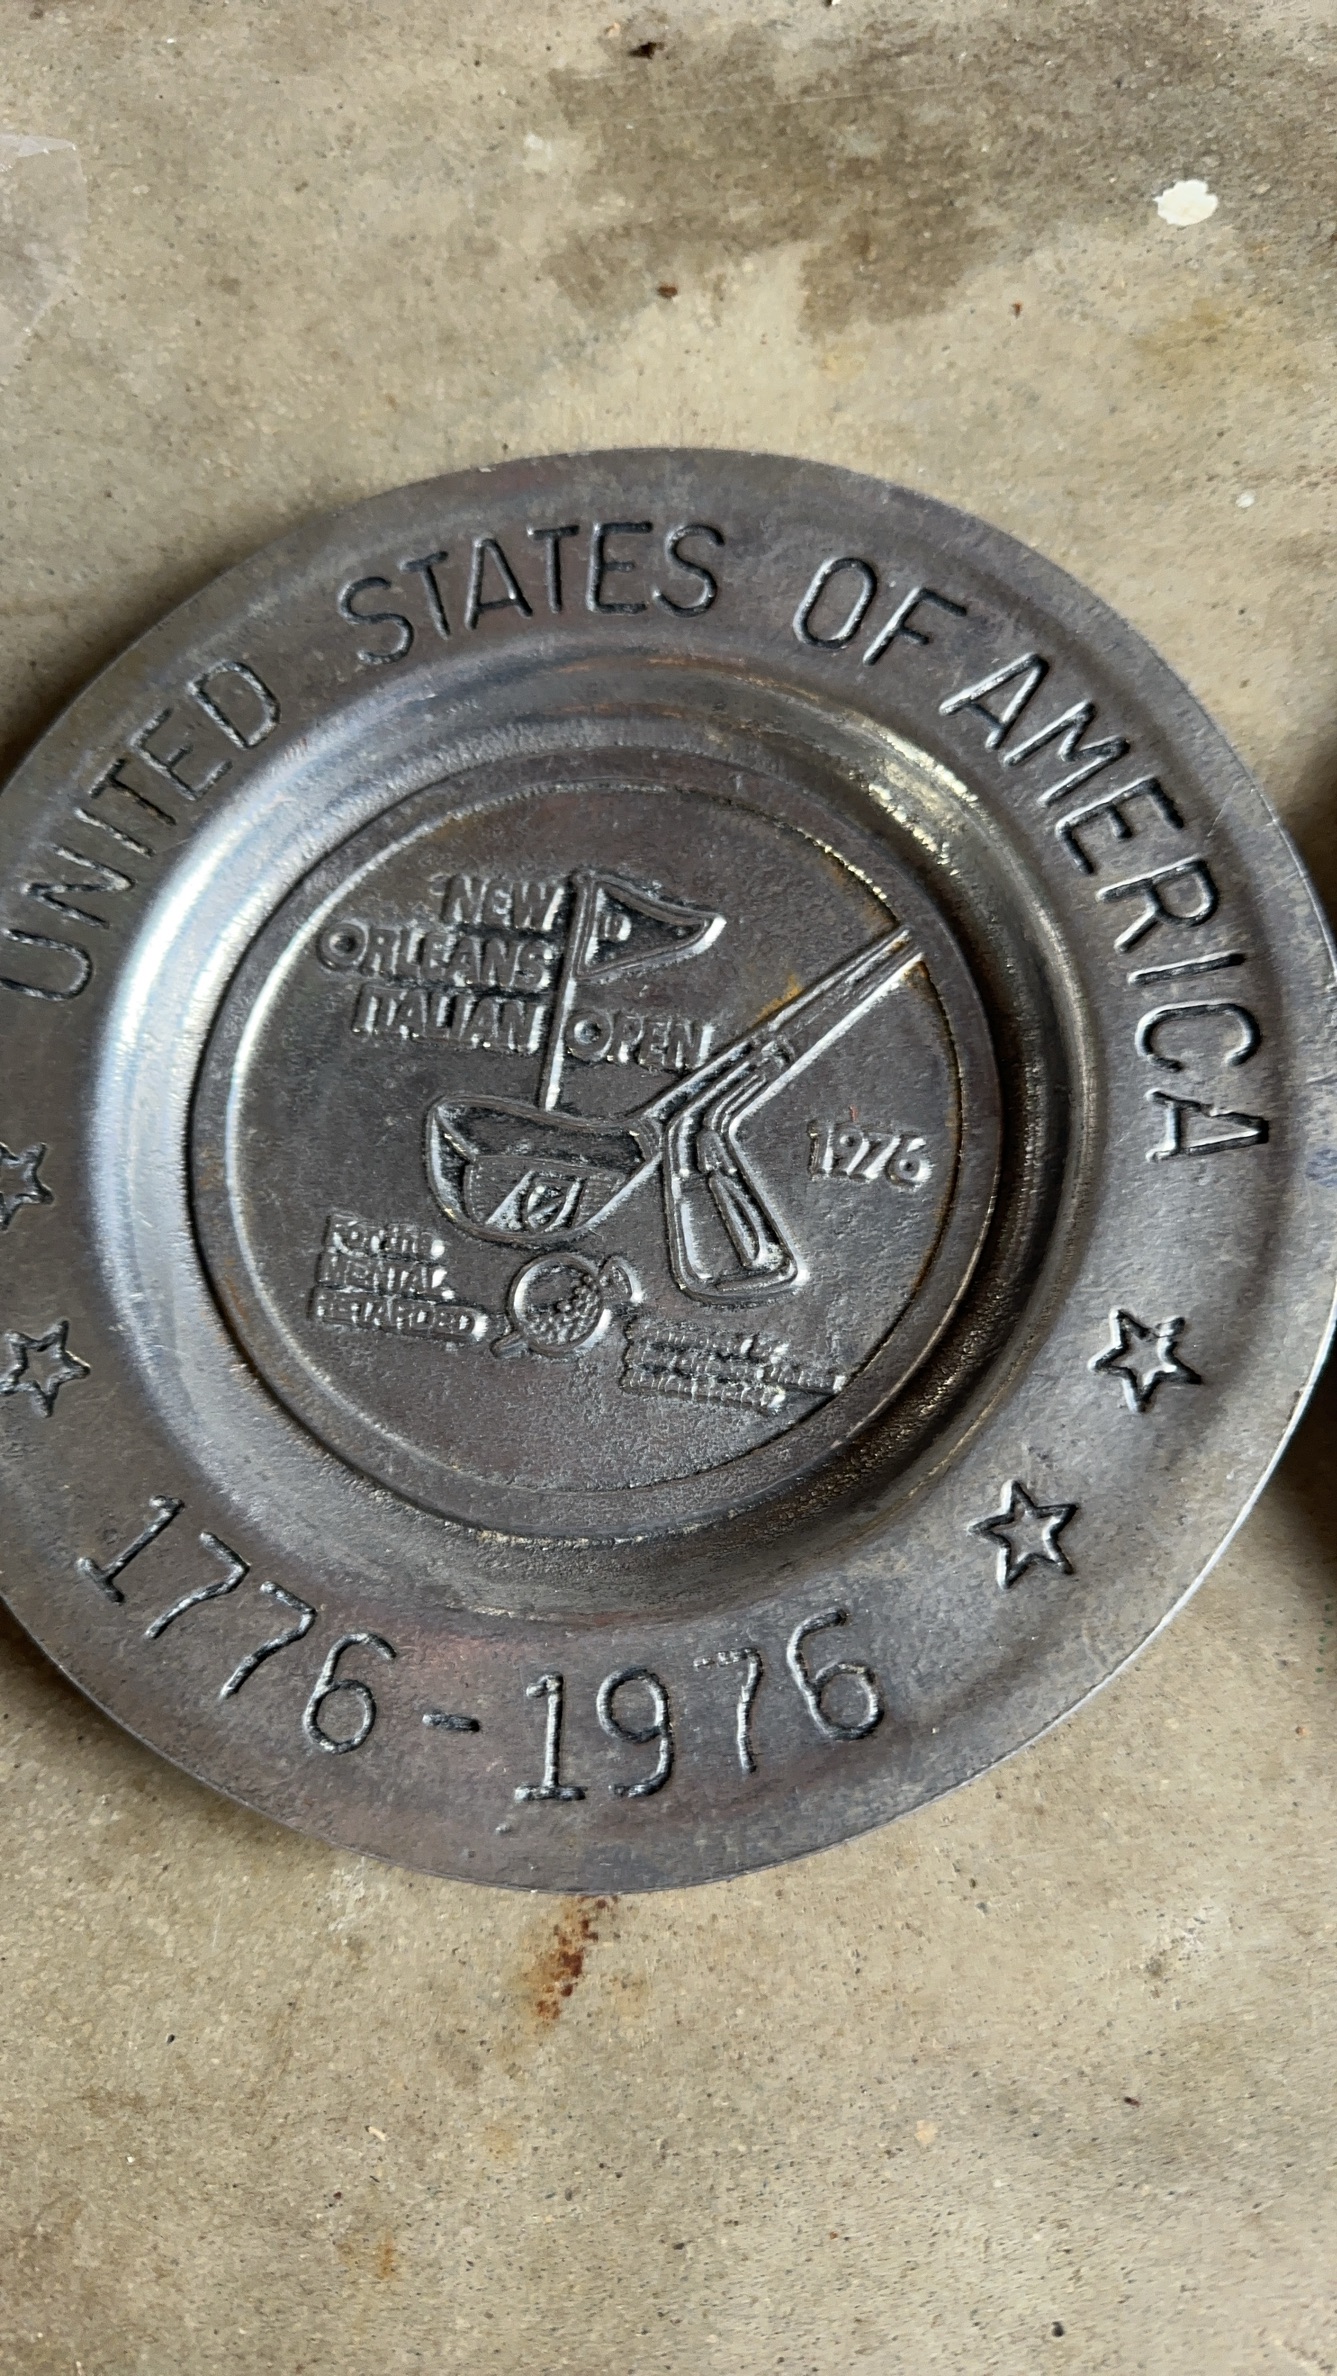 UNITED STATES OF AMERICA
NEW
ORLEANS
ITALIAN OPEN
1976
For the
MENTAL
RETARDED
1776-1976